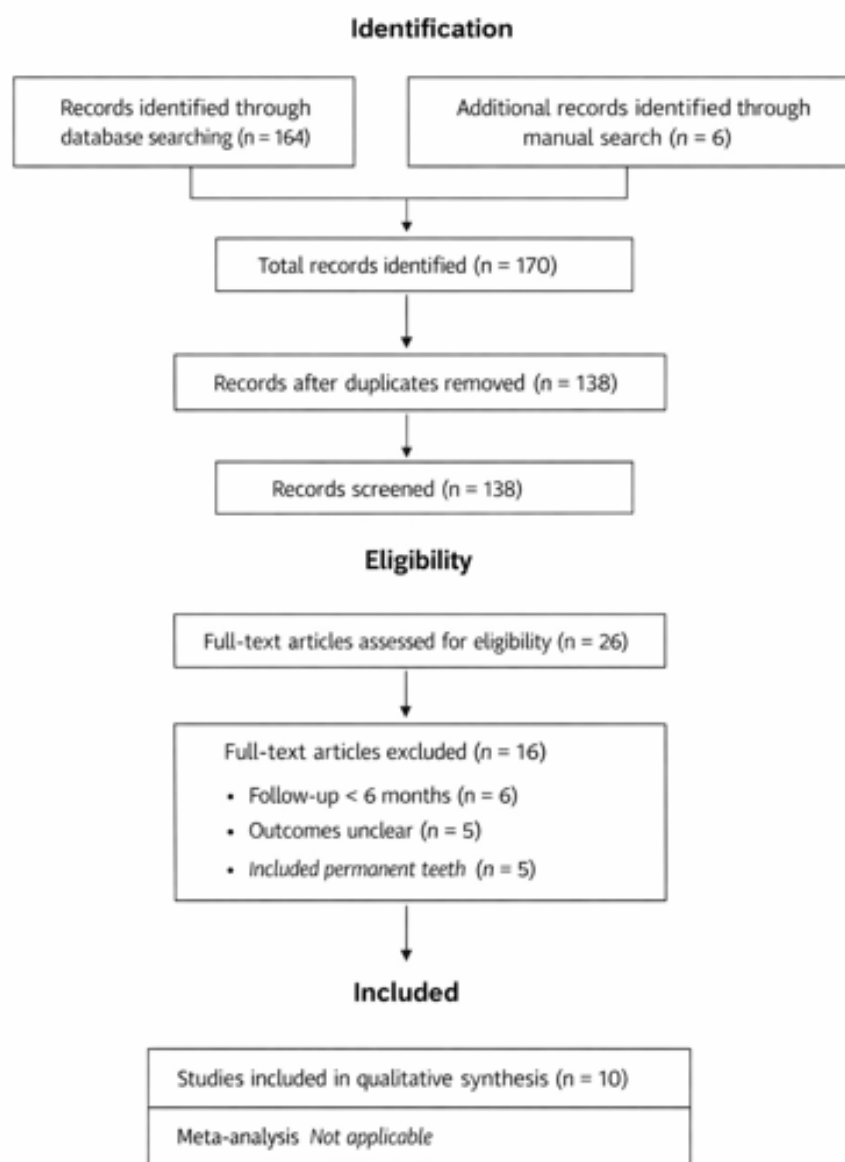 Identification
Records identified through
database searching (n = 164)
Additional records identified through
manual search (n = 6)
Total records identified (n = 170)
Records after duplicates removed (n = 138)
Records screened (n = 138)
Eligibility
Full-text articles assessed for eligibility (n = 26)
Full-text articles excluded (n = 16)
• Follow-up < 6 months (n = 6)
• Outcomes unclear (n = 5)
• Included permanent teeth (n = 5)
Included
Studies included in qualitative synthesis (n = 10)
Meta-analysis Not applicable